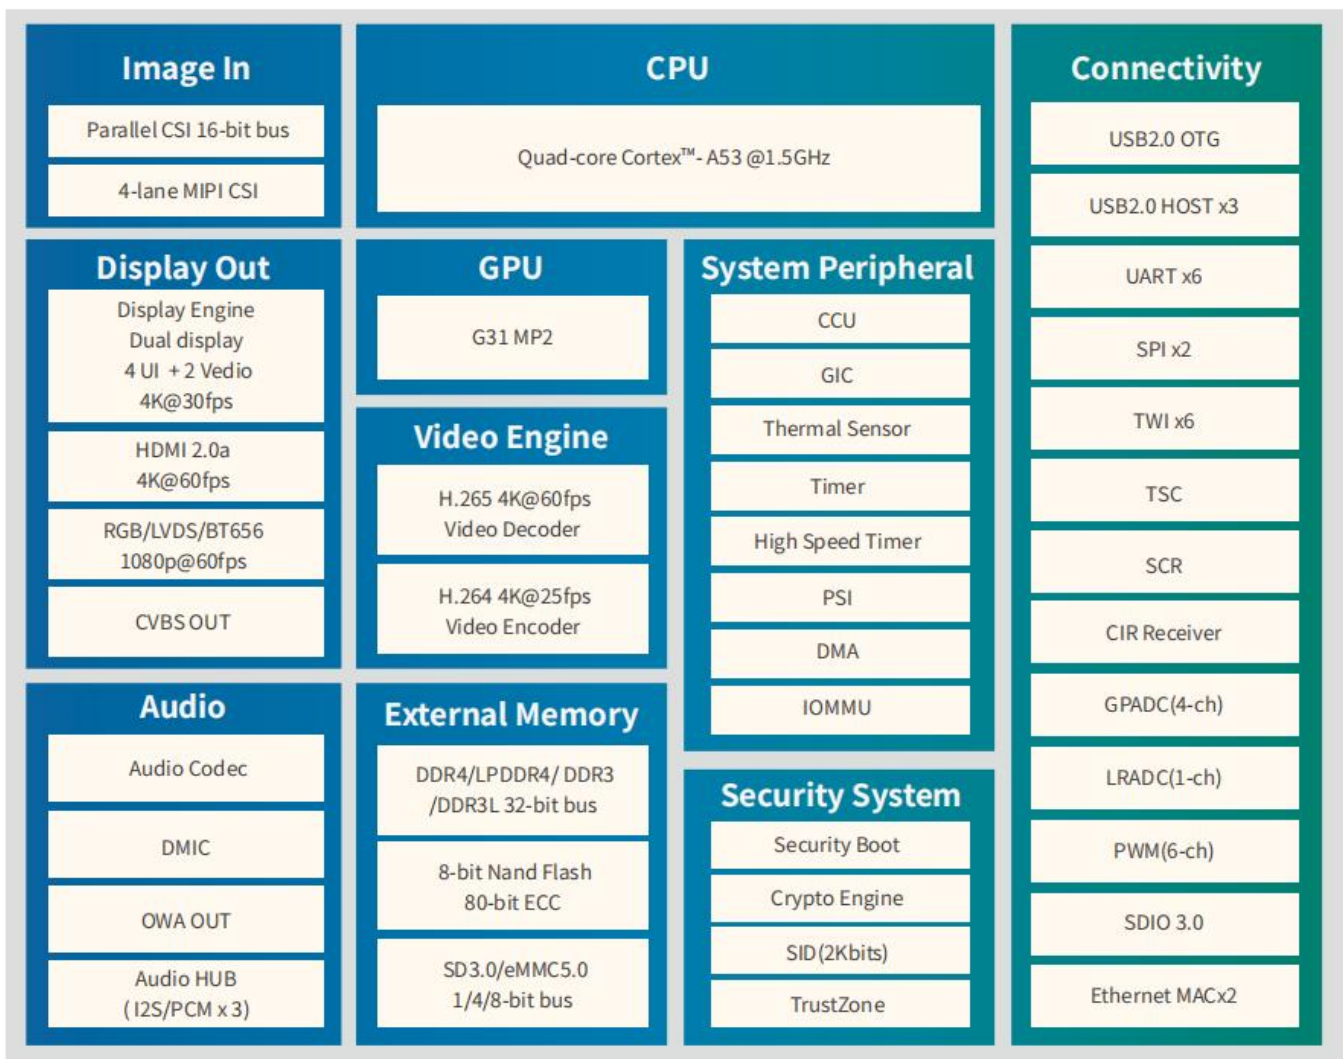 Image In
Parallel CSI 16-bit bus
4-lane MIPI CSI
CPU
Quad-core Cortex™- A53 @1.5GHz
Display Out
Display Engine
Dual display
4 UI + 2 Vedio
4K@30fps
HDMI 2.0a
4K@60fps
RGB/LVDS/BT656
1080p@60fps
CVBS OUT
GPU
G31 MP2
Video Engine
H.265 4K@60fps
Video Decoder
H.264 4K@25fps
Video Encoder
System Peripheral
CCU
GIC
Thermal Sensor
Timer
High Speed Timer
PSI
DMA
IOMMU
Audio
Audio Codec
DMIC
OWA OUT
Audio HUB
( I2S/PCM x 3)
External Memory
DDR4/LPDDR4/ DDR3
/DDR3L 32-bit bus
8-bit Nand Flash
80-bit ECC
SD3.0/eMMC5.0
1/4/8-bit bus
Security System
Security Boot
Crypto Engine
SID(2Kbits)
TrustZone
Connectivity
USB2.0 OTG
USB2.0 HOST x3
UART x6
SPI x2
TWI x6
TSC
SCR
CIR Receiver
GPADC(4-ch)
LRADC(1-ch)
PWM(6-ch)
SDIO 3.0
Ethernet MACx2